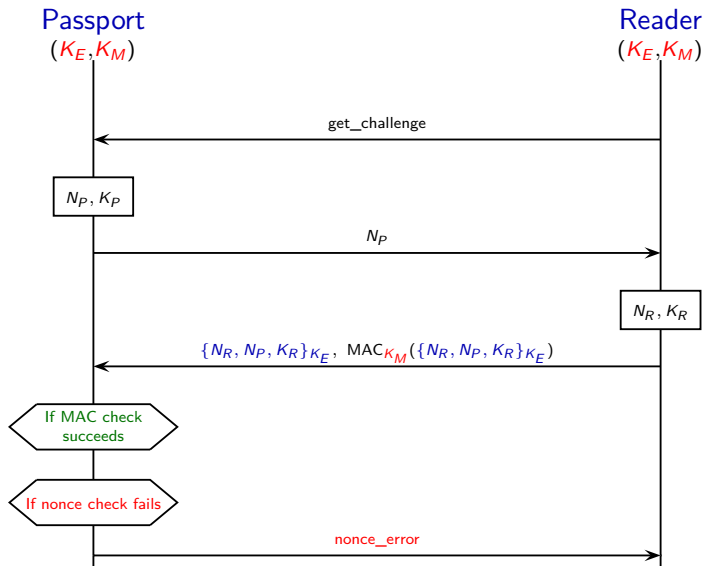 Passport Reader
(K_E,K_M) (K_E,K_M)
get_challenge
N_P, K_P
N_P
N_R, K_R
{N_R, N_P, K_R}_{K_E}, MAC_{K_M}({N_R, N_P, K_R}_{K_E})
If MAC check
succeeds
If nonce check fails
nonce_error